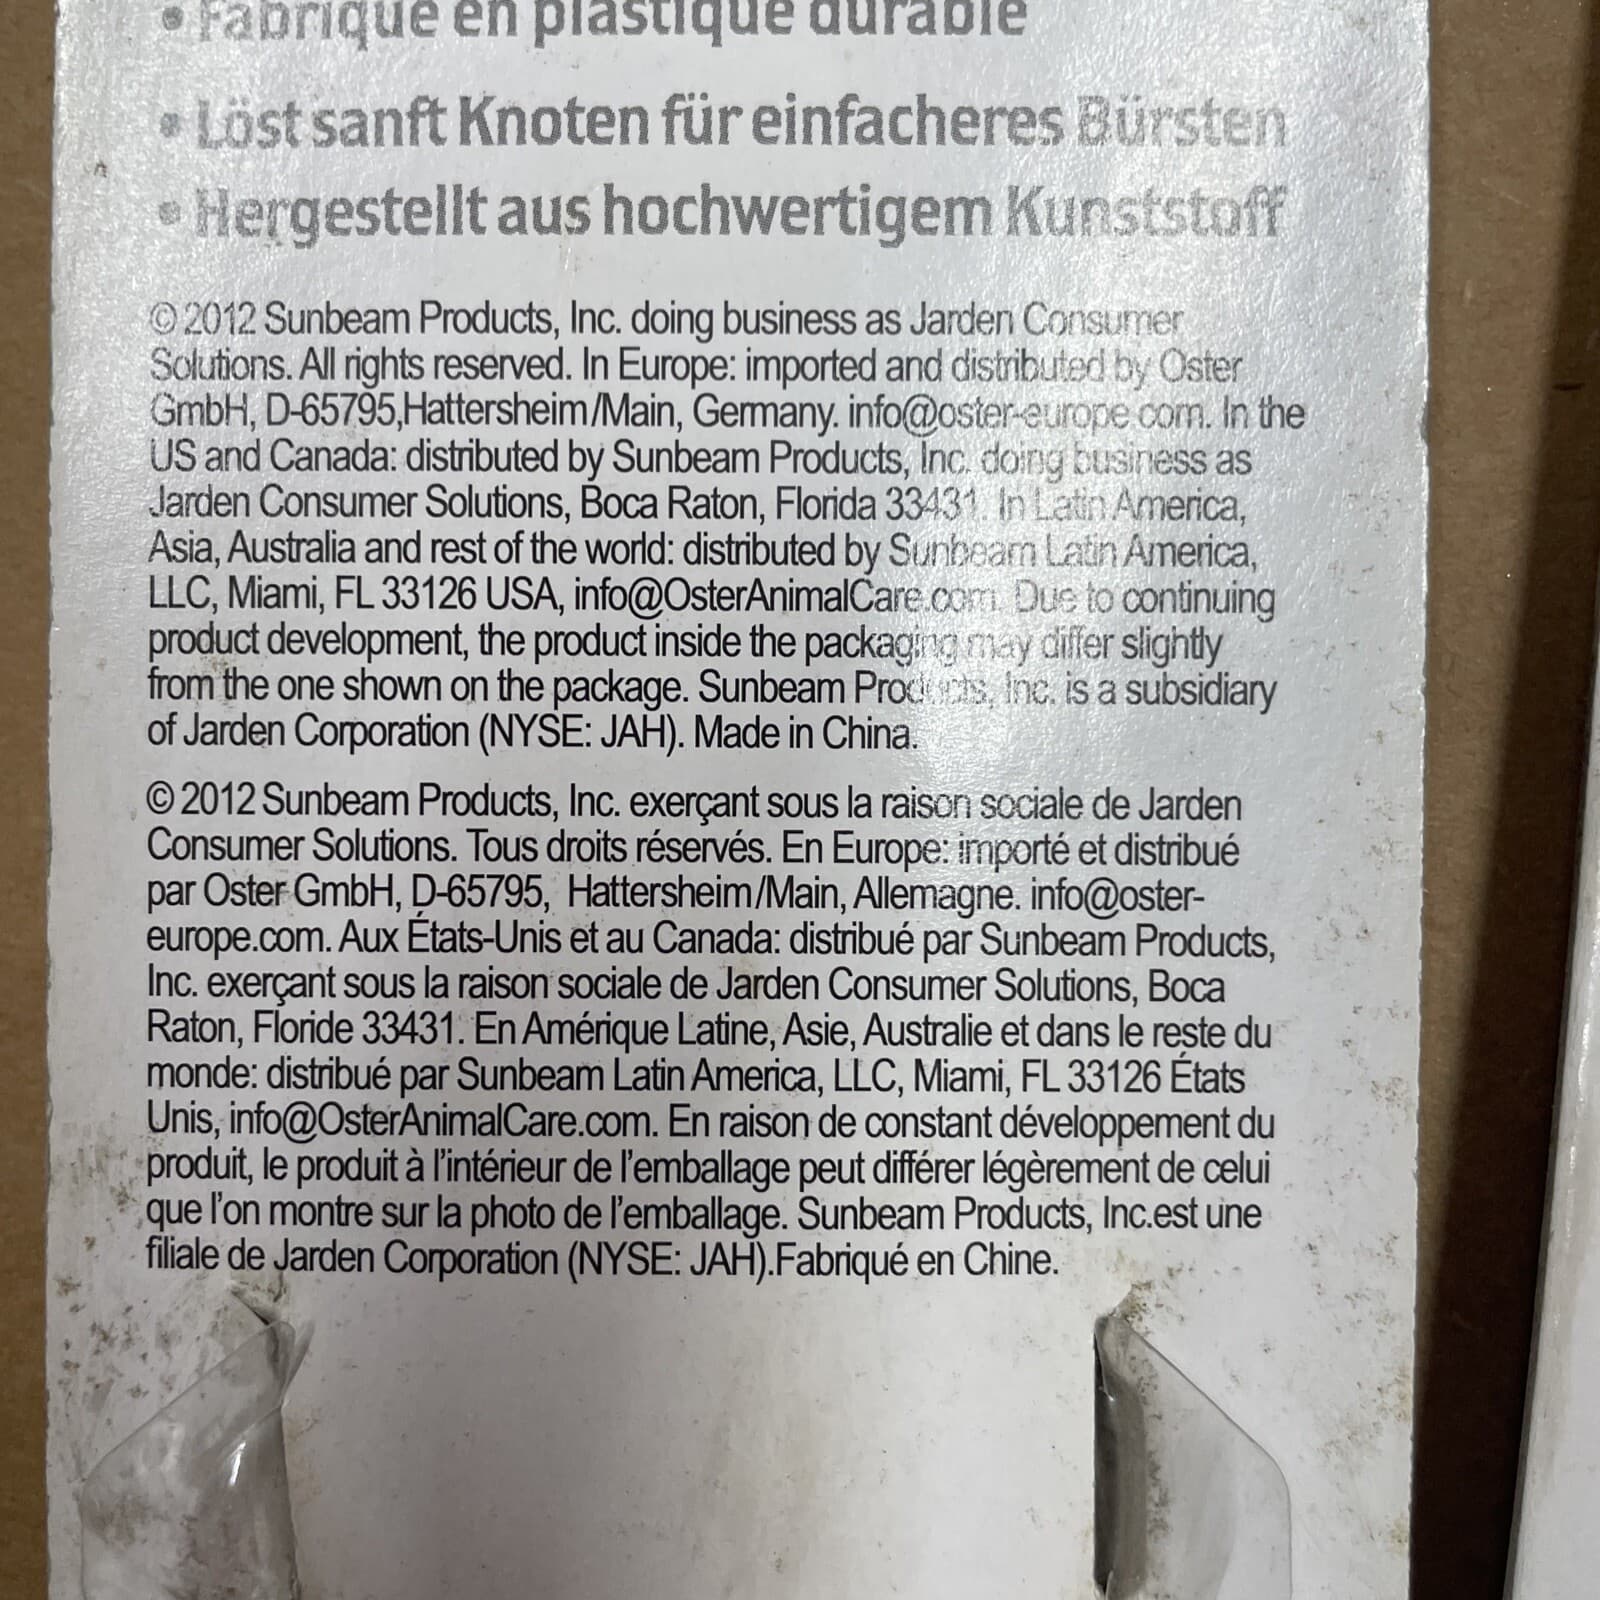 • Fabriqué en plastique durable
• Löst sanft Knoten für einfacheres Bürsten
• Hergestellt aus hochwertigem Kunststoff
© 2012 Sunbeam Products, Inc. doing business as Jarden Consumer
Solutions. All rights reserved. In Europe: imported and distributed by Oster
GmbH, D-65795,Hattersheim/Main, Germany. info@oster-europe.com. In the
US and Canada: distributed by Sunbeam Products, Inc. doing business as
Jarden Consumer Solutions, Boca Raton, Florida 33431. In Latin America,
Asia, Australia and rest of the world: distributed by Sunbeam Latin America,
LLC, Miami, FL 33126 USA, info@OsterAnimalCare.com. Due to continuing
product development, the product inside the packaging may differ slightly
from the one shown on the package. Sunbeam Products, Inc. is a subsidiary
of Jarden Corporation (NYSE: JAH). Made in China.
© 2012 Sunbeam Products, Inc. exerçant sous la raison sociale de Jarden
Consumer Solutions. Tous droits réservés. En Europe: importé et distribué
par Oster GmbH, D-65795, Hattersheim/Main, Allemagne. info@oster-
europe.com. Aux États-Unis et au Canada: distribué par Sunbeam Products,
Inc. exerçant sous la raison sociale de Jarden Consumer Solutions, Boca
Raton, Floride 33431. En Amérique Latine, Asie, Australie et dans le reste du
monde: distribué par Sunbeam Latin America, LLC, Miami, FL 33126 États
Unis, info@OsterAnimalCare.com. En raison de constant développement du
produit, le produit à l'intérieur de l'emballage peut différer légèrement de celui
que l'on montre sur la photo de l'emballage. Sunbeam Products, Inc.est une
filiale de Jarden Corporation (NYSE: JAH).Fabriqué en Chine.